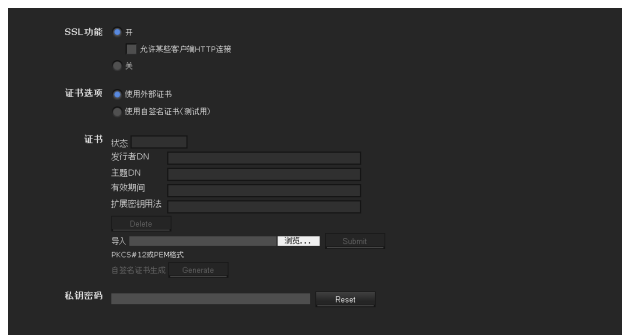 SSL功能 开
允许某些客户端HTTP连接
关
证书选项 使用外部证书
使用自签名证书(测试用)
证书 状态
发行者DN
主题DN
有效期间
扩展密钥用法
Delete
导入 浏览... Submit
PKCS#12或PEM格式
自签名证书生成 Generate
私钥密码 Reset